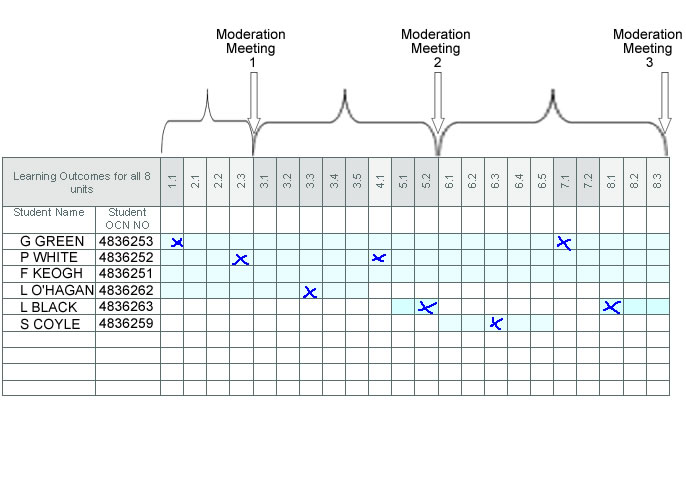 Moderation Meeting 1
Moderation Meeting 2
Moderation Meeting 3
Learning Outcomes for all 8 units
1.1 2.1 2.2 2.3 3.1 3.2 3.3 3.4 3.5 4.1 5.1 5.2 6.1 6.2 6.3 6.4 6.5 7.1 7.2 8.1 8.2 8.3
Student Name Student OCN NO
G GREEN 4836253
P WHITE 4836252
F KEOGH 4836251
L O'HAGAN 4836262
L BLACK 4836263
S COYLE 4836259